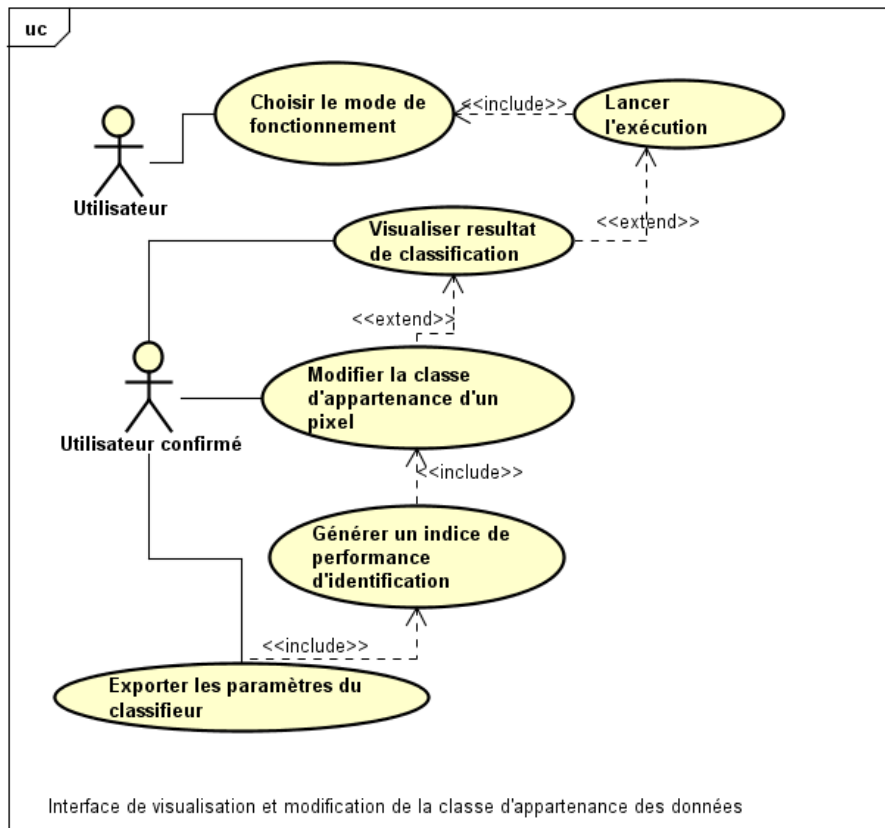 uc
Choisir le mode de
fonctionnement
<<include>>
Lancer
l'exécution
Utilisateur
<<extend>>
Visualiser resultat
de classification
<<extend>>
Modifier la classe
d'appartenance d'un
pixel
Utilisateur confirmé
<<include>>
Générer un indice de
performance
d'identification
<<include>>
Exporter les paramètres du
classifieur
Interface de visualisation et modification de la classe d'appartenance des données